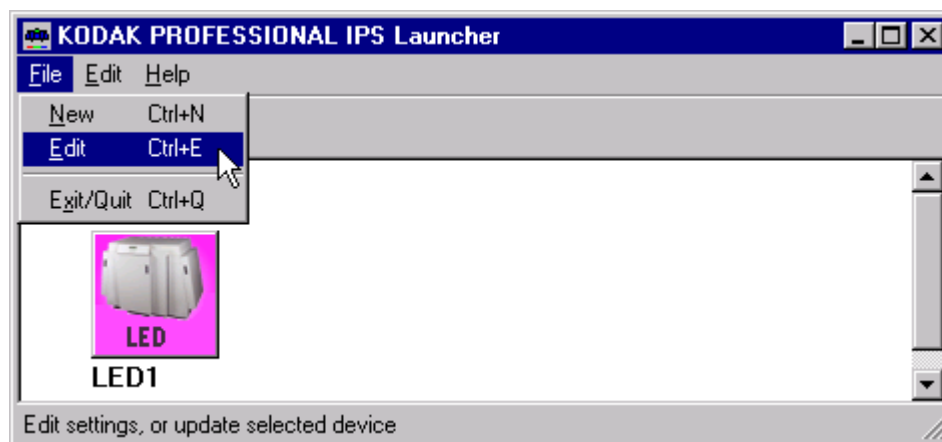 KODAK PROFESSIONAL IPS Launcher
File Edit Help
New Ctrl+N
Edit Ctrl+E
Exit/Quit Ctrl+Q
LED
LED1
Edit settings, or update selected device